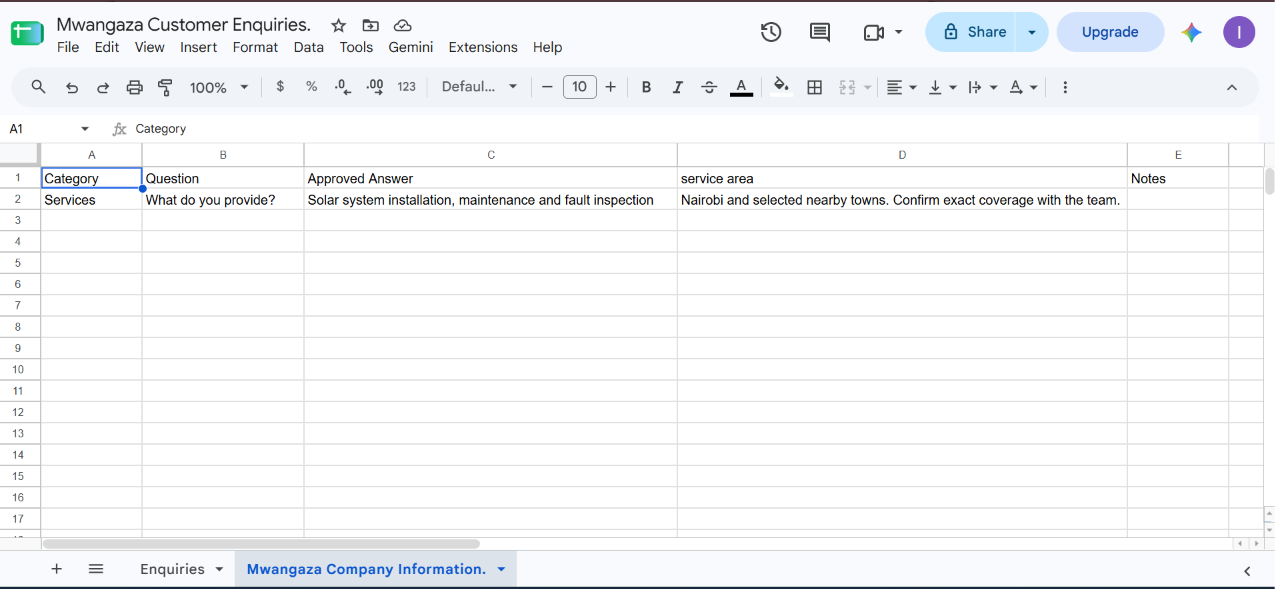 Mwangaza Customer Enquiries.
File Edit View Insert Format Data Tools Gemini Extensions Help
Share
Upgrade
I
100% $ % .0 .00 123 Defaul... 10 B I A A
A1 fx Category
A B C D E
1 Category Question Approved Answer service area Notes
2 Services What do you provide? Solar system installation, maintenance and fault inspection Nairobi and selected nearby towns. Confirm exact coverage with the team.
3
4
5
6
7
8
9
10
11
12
13
14
15
16
17
Enquiries Mwangaza Company Information.